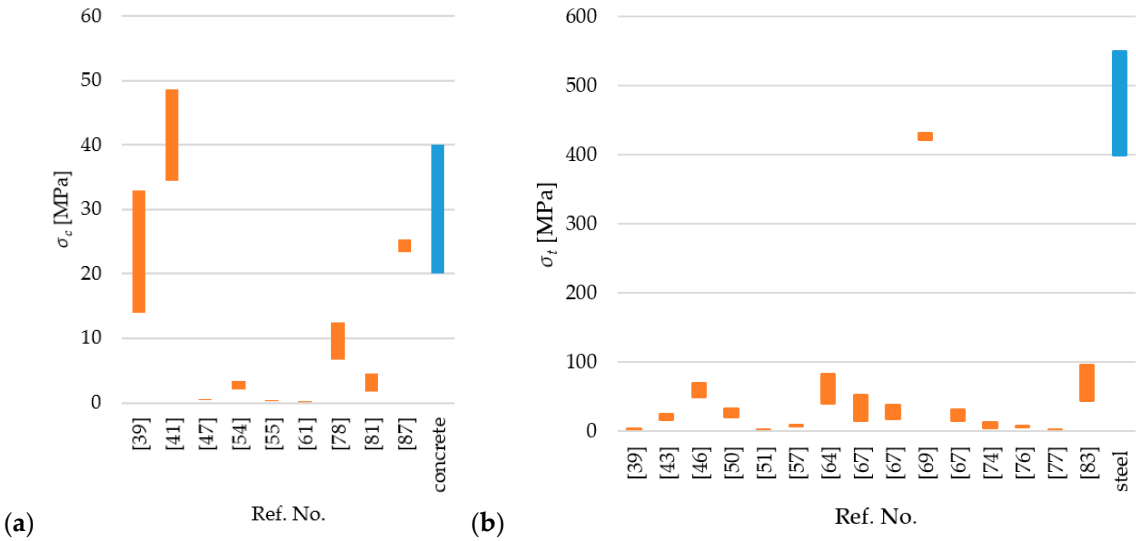 60
50
40
30
20
10
0
σc [MPa]
[39] [41] [47] [54] [55] [61] [78] [81] [87] concrete
Ref. No.
(a)
600
500
400
300
200
100
0
σt [MPa]
[39] [43] [46] [50] [51] [57] [64] [67] [67] [69] [67] [74] [76] [77] [83] steel
Ref. No.
(b)